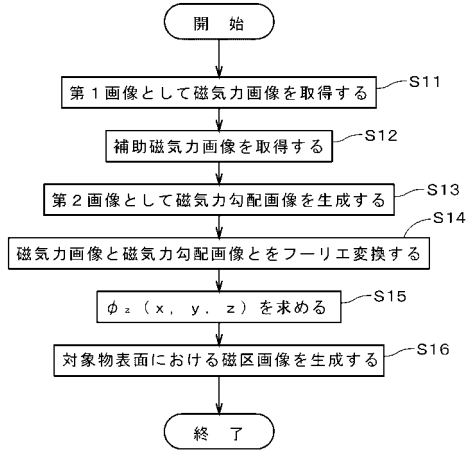 開 始
第1画像として磁気力画像を取得する
S11
補助磁気力画像を取得する
S12
第2画像として磁気力勾配画像を生成する
S13
磁気力画像と磁気力勾配画像とをフーリエ変換する
S14
φz(x, y, z)を求める
S15
対象物表面における磁区画像を生成する
S16
終 了